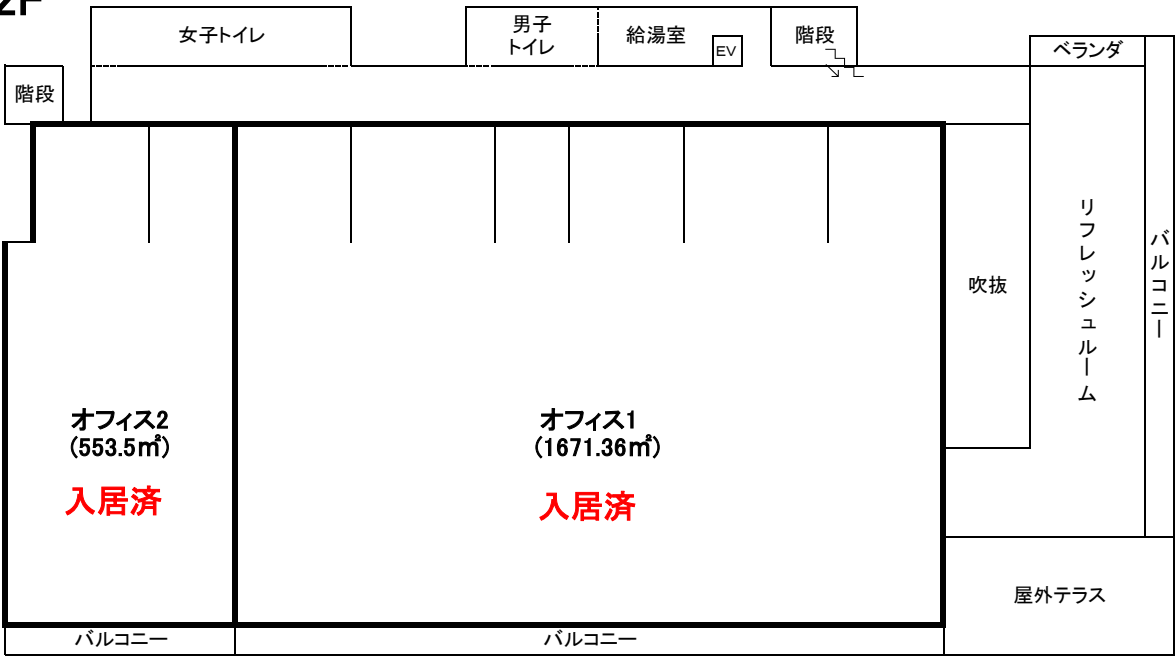 2F
女子トイレ
男子
トイレ
給湯室
EV
階段
ベランダ
階段
リフレッシュルーム
バルコニー
吹抜
オフィス2
(553.5㎡)
入居済
オフィス1
(1671.36㎡)
入居済
屋外テラス
バルコニー
バルコニー